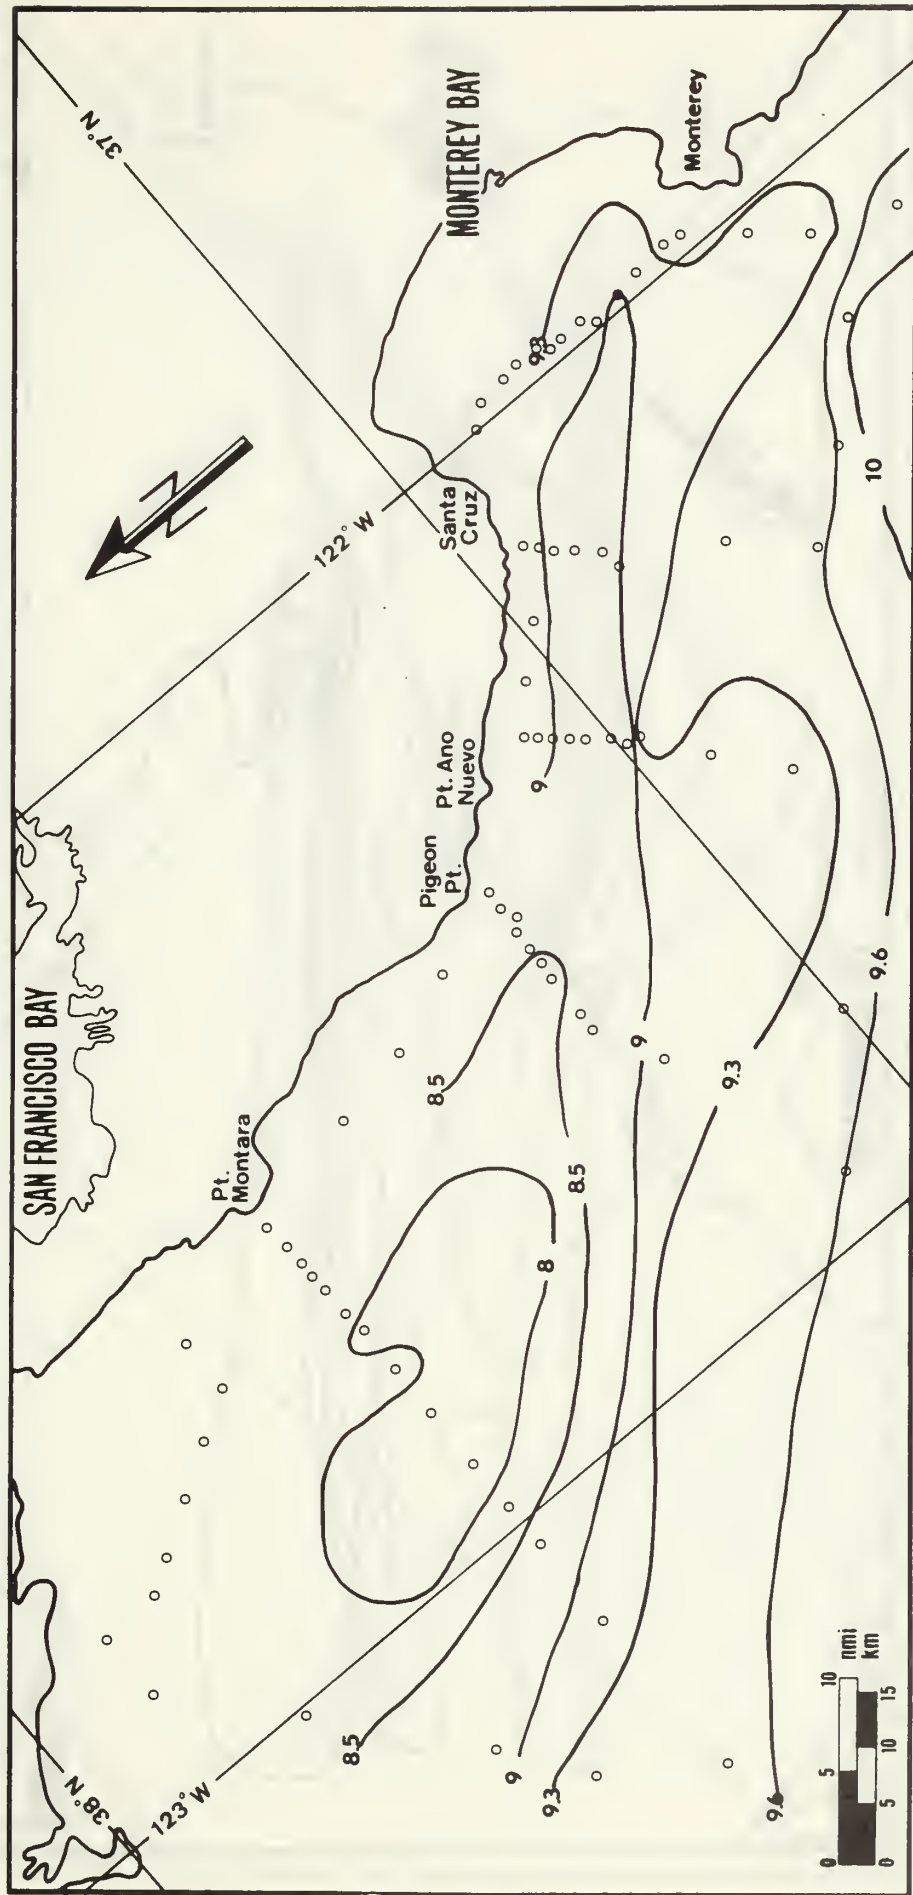 SAN FRANCISCO BAY
MONTEREY BAY
Monterey
Santa
Cruz
Pt. Ano
Nuevo
Pigeon
Pt.
Pt.
Montara
37°N
122°W
38°N
123°W
9.3
9
8.5
8.5
8
9
9.3
9.6
10
8.5
9
9.3
9.6
0 5 10 nmi
0 5 10 15 km